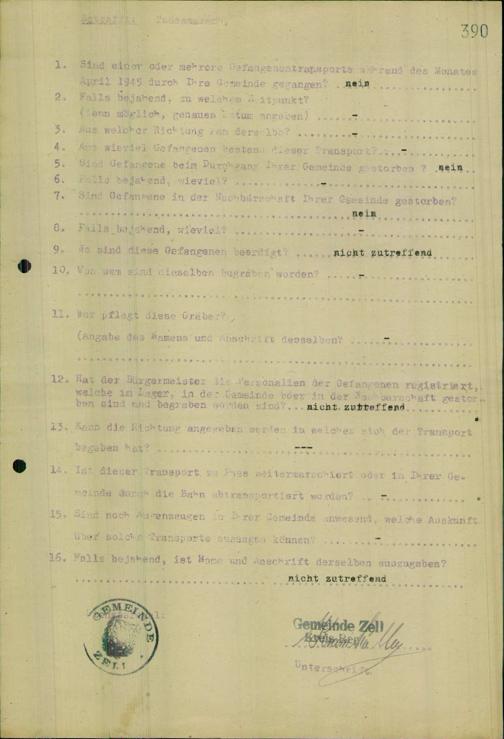 390
Betrifft: Todesmarsch.
1. Sind einer oder mehrere Gefangenentransporte während des Monates
April 1945 durch Ihre Gemeinde gegangen? nein
2. Falls bejahend, zu welchem Zeitpunkt?
(wenn möglich, genaues Datum angeben) -
3. Aus welcher Richtung kam derselbe? -
4. Aus wieviel Gefangenen bestand dieser Transport? -
5. Sind Gefangene beim Durchgang Ihrer Gemeinde gestorben ? nein
6. Falls bejahend, wieviel? -
7. Sind Gefangene in der Nachbarschaft Ihrer Gemeinde gestorben?
nein
8. Falls bejahend, wieviel? -
9. Wo sind diese Gefangenen beerdigt? nicht zutreffend
10. Von wem sind dieselben begraben worden? -
11. Wer pflegt diese Gräber?
(Angabe des Namens und Anschrift desselben? -
12. Hat der Bürgermeister die Personalien der Gefangenen registriert,
welche im Lager, in der Gemeinde oder in der Nachbarschaft gestor-
ben sind und begraben worden sind? nicht zutreffend
13. Kann die Richtung angegeben werden in welcher sich der Transport
begeben hat? ---
14. Ist dieser Transport zu Fuss weitermarschiert oder in Ihrer Ge-
meinde durch die Bahn abtransportiert worden? -
15. Sind noch Augenzeugen in Ihrer Gemeinde anwesend, welche Auskunft
über solche Transporte aussagen können? -
16. Falls bejahend, ist Name und Anschrift derselben anzugeben?
nicht zutreffend
GEMEINDE
ZELL
Gemeinde Zell
Unterschrift.